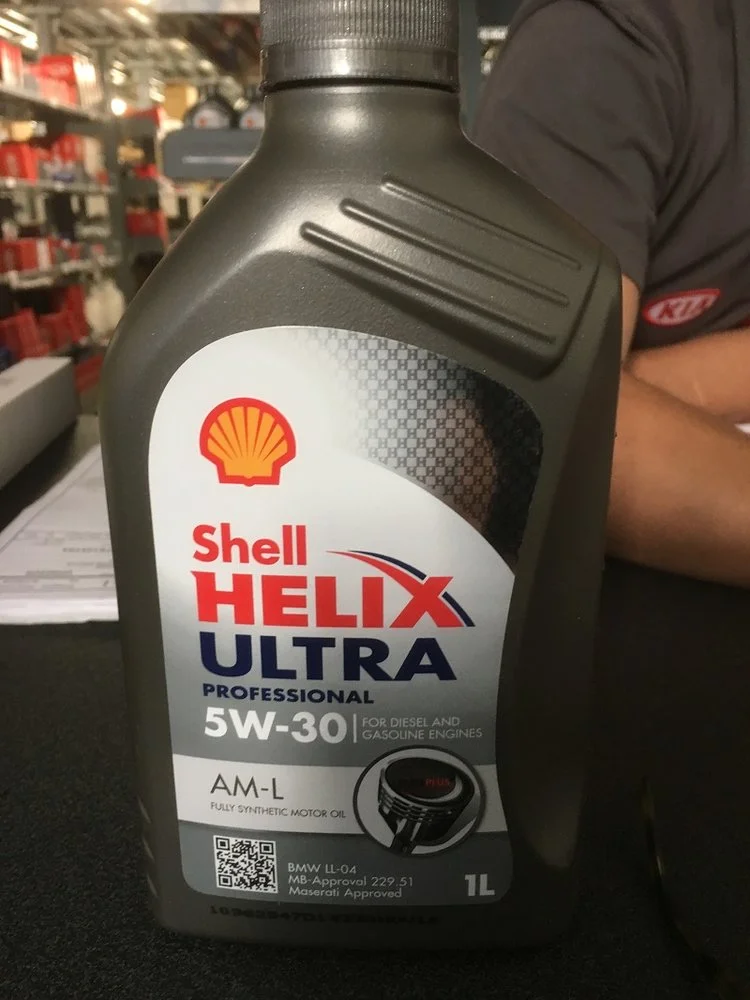 KIA
Shell
HELIX
ULTRA
PROFESSIONAL
5W-30
FOR DIESEL AND
GASOLINE ENGINES
AM-L
FULLY SYNTHETIC MOTOR OIL
PLUS
BMW LL-04
MB-Approval 229.51
Maserati Approved
1L